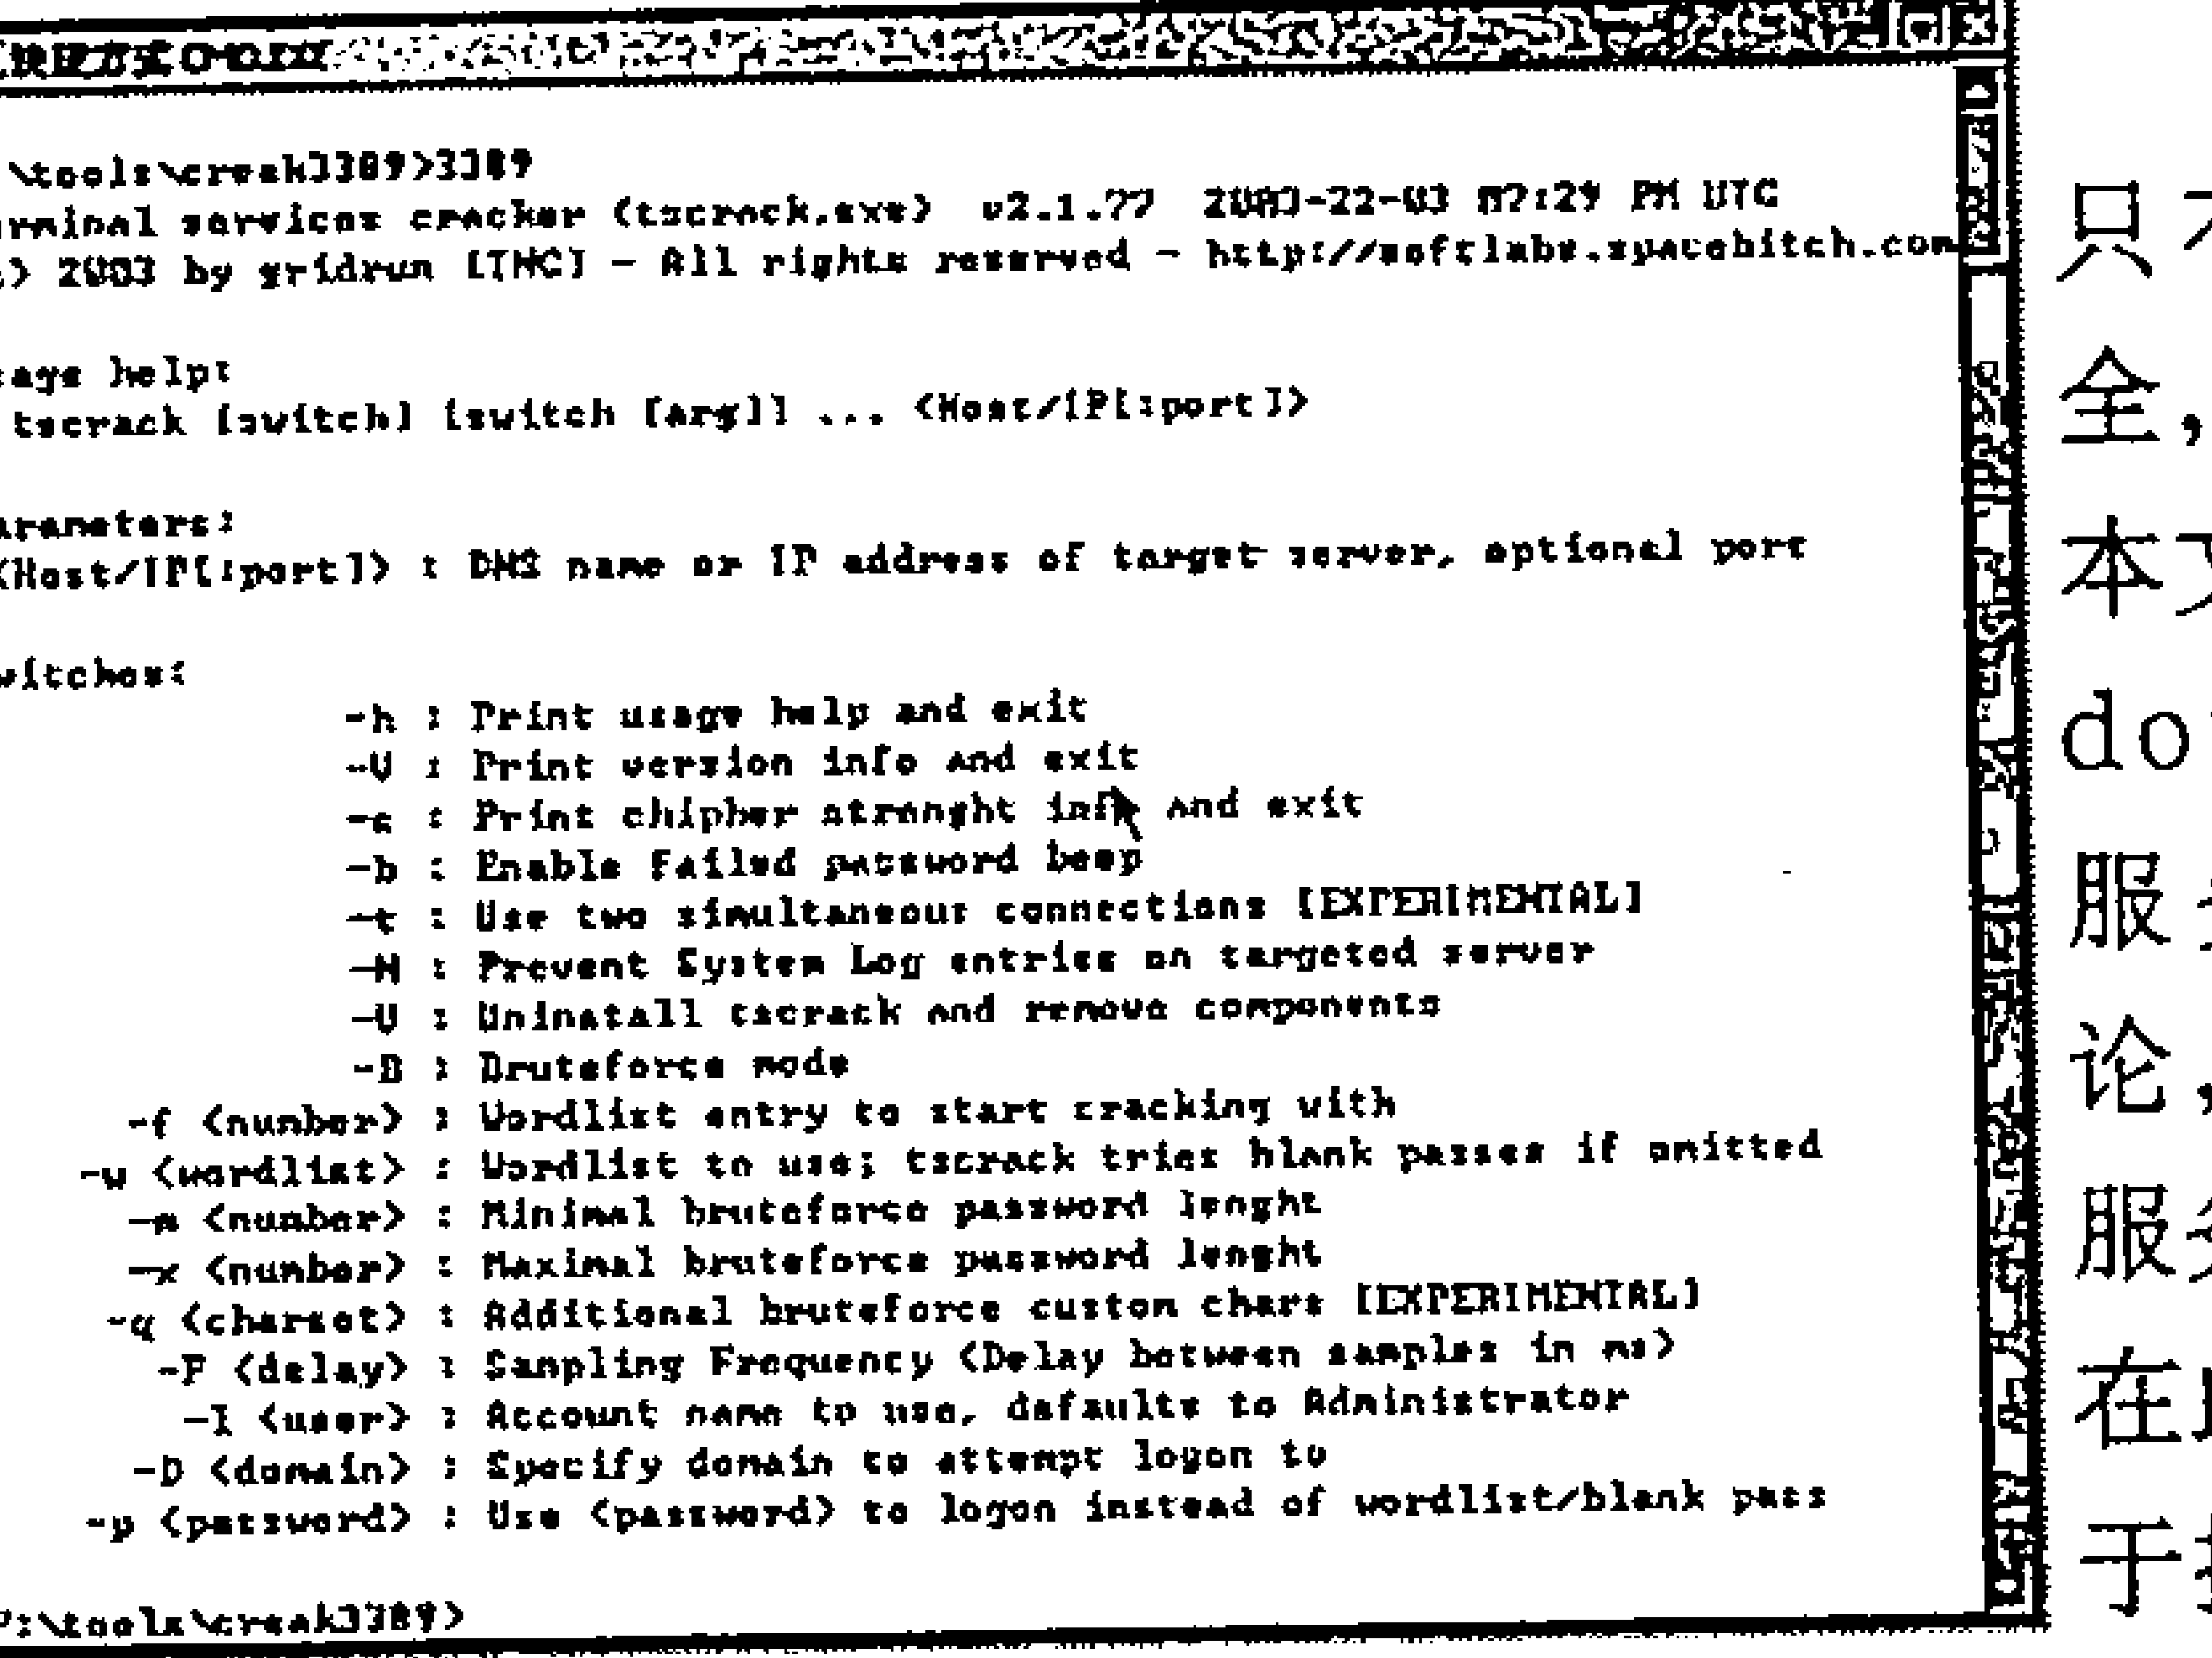 \tools\creak3389>3389
rminal services cracker (tscrack.exe) v2.1.?? 2003-22-03 07:29 PM UTC
) 2003 by gridrun [TNC] - All rights reserved - http://softlabs.spacebitch.com
sage help:
tscrack [switch] [switch [arg]] ... <Host/IP[:port]>
arameters:
<Host/IP[:port]> : DNS name or IP address of target server, optional port
witches:
-h : Print usage help and exit
-V : Print version info and exit
-c : Print chipher strenght info and exit
-b : Enable failed password beep
-t : Use two simultaneous connections [EXPERIMENTAL]
-N : Prevent System Log entries on targeted server
-U : Uninstall tscrack and remove components
-B : Bruteforce mode
-f <number> : Wordlist entry to start cracking with
-w <wordlist> : Wordlist to use; tscrack tries blank passes if omitted
-m <number> : Minimal bruteforce password lenght
-x <number> : Maximal bruteforce password lenght
-q <charset> : Additional bruteforce custom chars [EXPERIMENTAL]
-F <delay> : Sampling Frequency (Delay between samples in ms)
-l <user> : Account name to use, defaults to Administrator
-D <domain> : Specify domain to attempt logon to
-p <password> : Use <password> to logon instead of wordlist/blank pass
:\tools\creak3389>
只
全,
本文
do
服
论,
服务
在
于